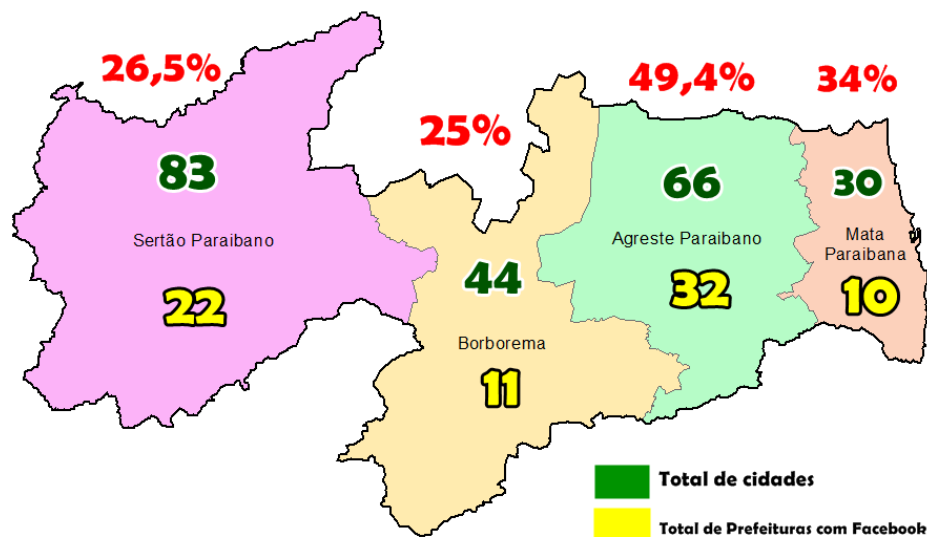 26,5%
25%
49,4%
34%
83
Sertão Paraibano
22
44
Borborema
11
66
Agreste Paraibano
32
30
Mata
Paraibana
10
Total de cidades
Total de Prefeituras com Facebook